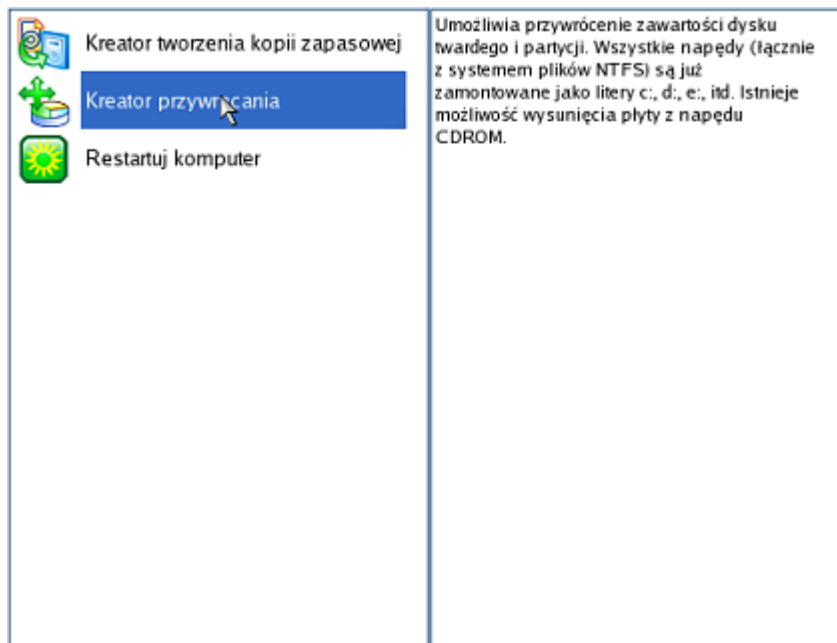 Kreator tworzenia kopii zapasowej
Kreator przywracania
Restartuj komputer
Umożliwia przywrócenie zawartości dysku
twardego i partycji. Wszystkie napędy (łącznie
z systemem plików NTFS) są już
zamontowane jako litery c:, d:, e:, itd. Istnieje
możliwość wysunięcia płyty z napędu
CDROM.